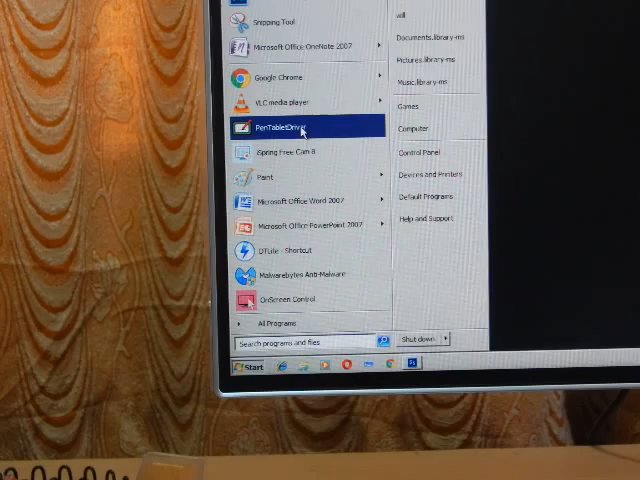 Snipping Tool
Microsoft Office OneNote 2007
Google Chrome
VLC media player
PenTabletDriver
iSpring Free Cam 8
Paint
Microsoft Office Word 2007
Microsoft Office PowerPoint 2007
DTLite - Shortcut
Malwarebytes Anti-Malware
OnScreen Control
All Programs
Search programs and files
will
Documents.library-ms
Pictures.library-ms
Music.library-ms
Games
Computer
Control Panel
Devices and Printers
Default Programs
Help and Support
Shut down
Start
Ps